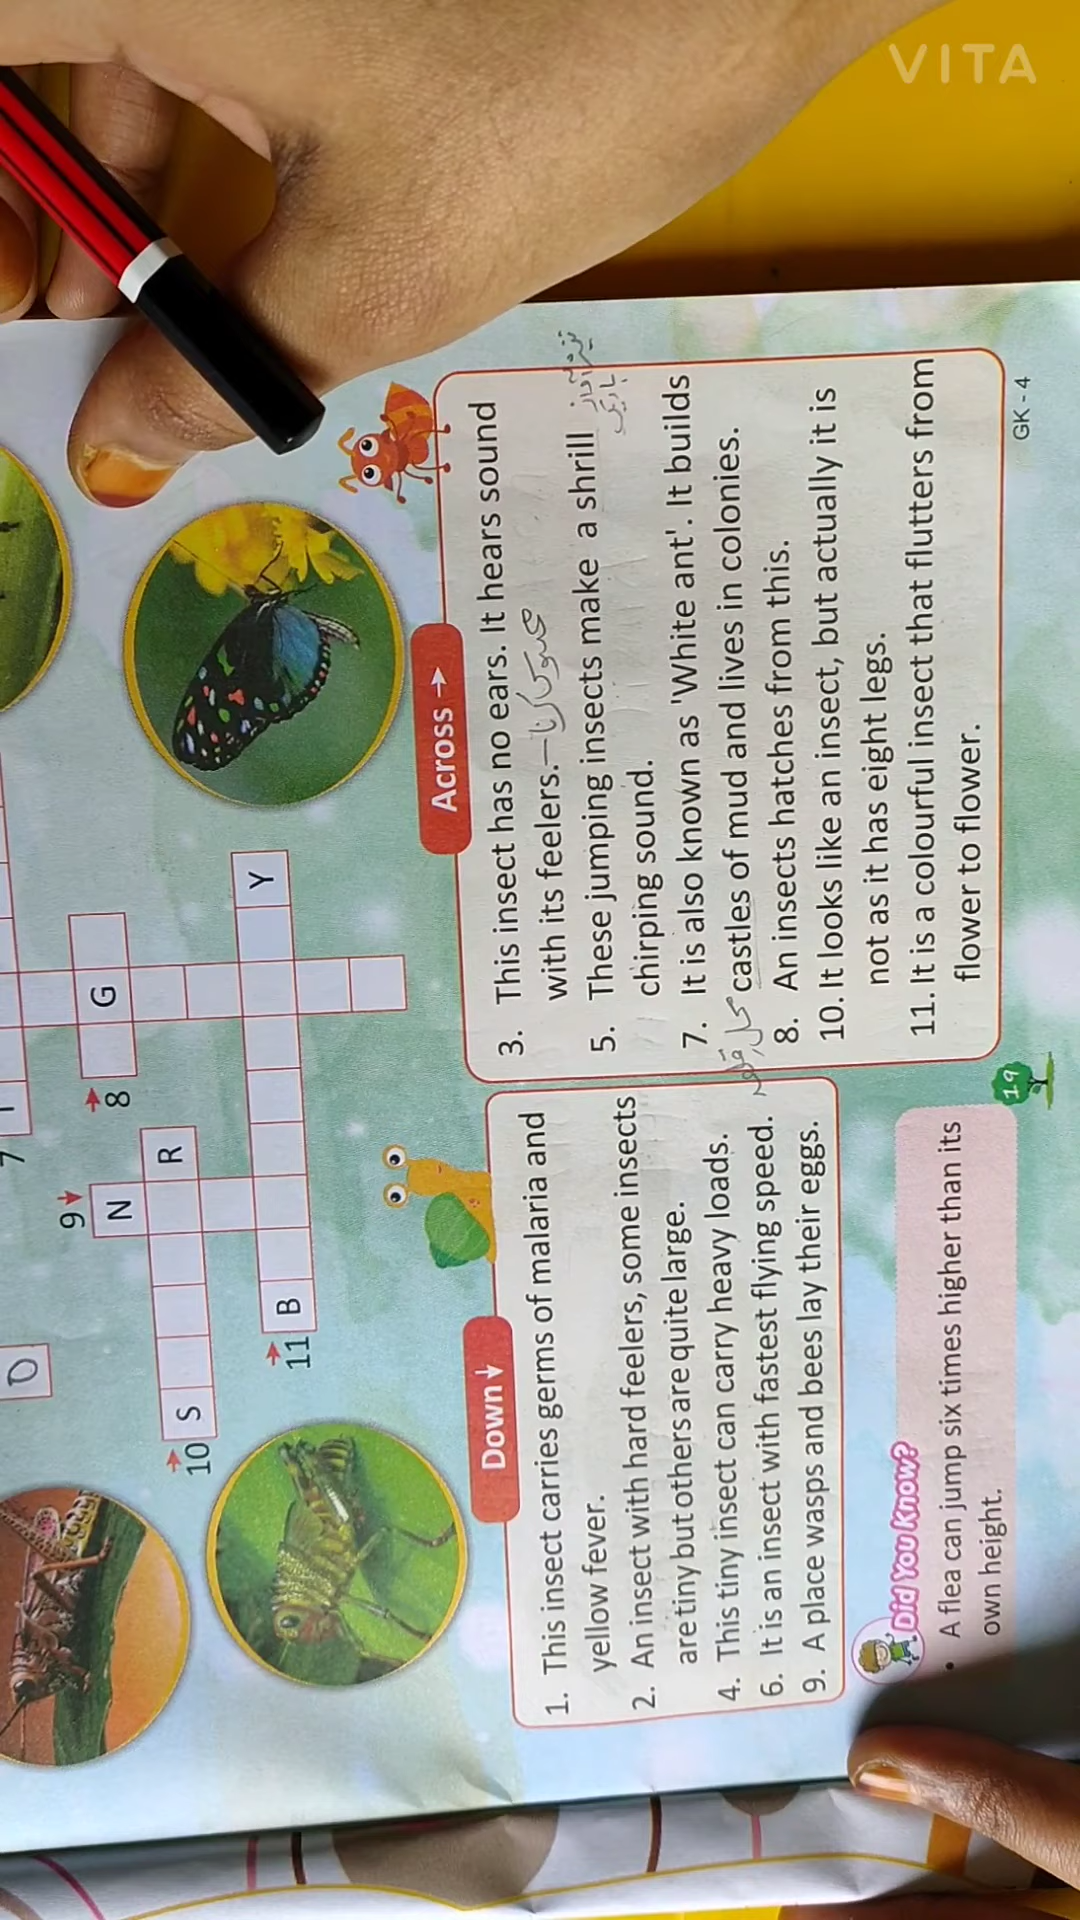 VITA
O
7
I
8
G
9
N
R
10
S
11
B
Y
Down
1. This insect carries germs of malaria and
yellow fever.
2. An insect with hard feelers, some insects
are tiny but others are quite large.
4. This tiny insect can carry heavy loads.
6. It is an insect with fastest flying speed.
9. A place wasps and bees lay their eggs.
Across
3. This insect has no ears. It hears sound
with its feelers.
محسوس کرنا
5. These jumping insects make a shrill
chirping sound.
باریک
7. It is also known as 'White ant'. It builds
castles of mud and lives in colonies.
8. An insects hatches from this.
10. It looks like an insect, but actually it is
not as it has eight legs.
11. It is a colourful insect that flutters from
flower to flower.
Did You Know?
• A flea can jump six times higher than its
own height.
19
GK - 4